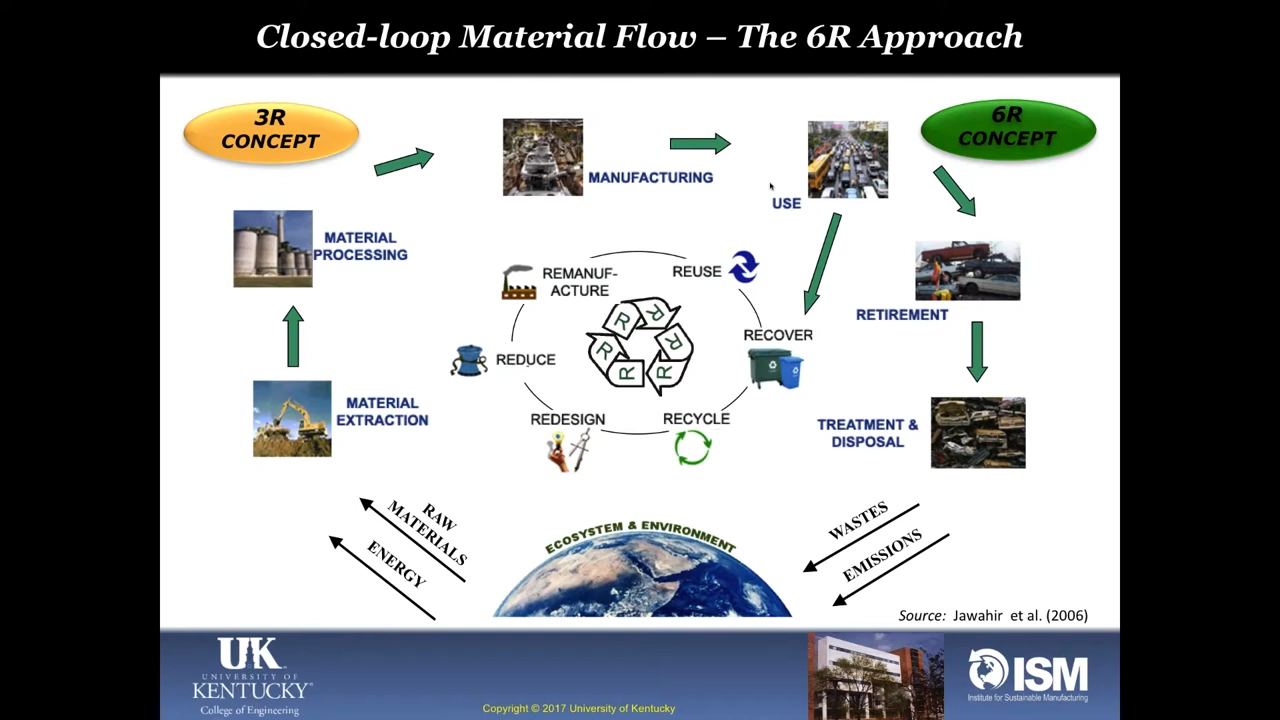 Closed-loop Material Flow – The 6R Approach
3R
CONCEPT
6R
CONCEPT
MANUFACTURING
USE
MATERIAL
PROCESSING
REMANUF-
ACTURE
REUSE
RETIREMENT
RECOVER
REDUCE
R
R
R
R
R
R
MATERIAL
EXTRACTION
REDESIGN
RECYCLE
TREATMENT &
DISPOSAL
RAW
MATERIALS
ENERGY
ECOSYSTEM & ENVIRONMENT
WASTES
EMISSIONS
Source: Jawahir et al. (2006)
UK
UNIVERSITY OF
KENTUCKY
College of Engineering
Copyright © 2017 University of Kentucky
ISM
Institute for Sustainable Manufacturing